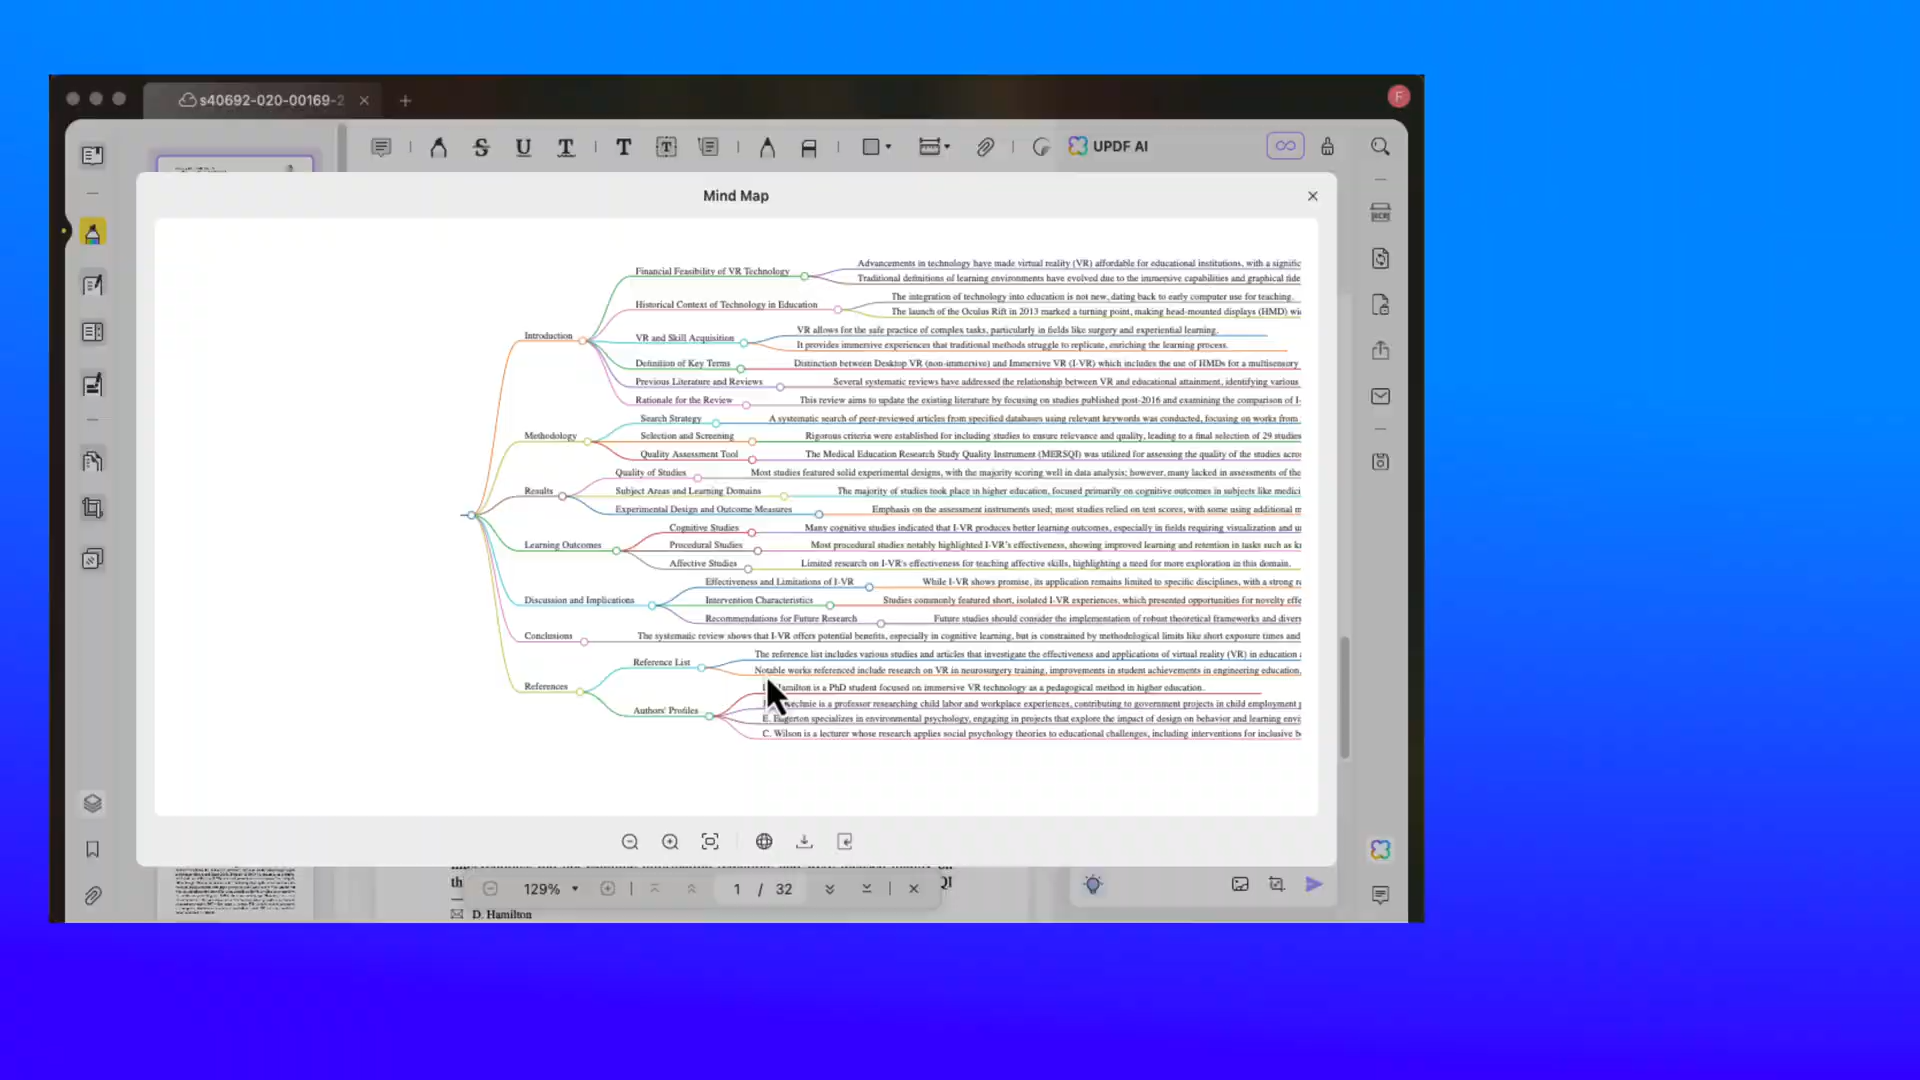 s40692-020-00169-2
F
UPDF AI
Mind Map
Advancements in technology have made virtual reality (VR) affordable for educational institutions, with a signific
Financial Feasibility of VR Technology
Traditional definitions of learning environments have evolved due to the immersive capabilities and graphical fide
The integration of technology into education is not new, dating back to early computer use for teaching.
Historical Context of Technology in Education
The launch of the Oculus Rift in 2013 marked a turning point, making head-mounted displays (HMD) wi
VR allows for the safe practice of complex tasks, particularly in fields like surgery and experiential learning.
Introduction
VR and Skill Acquisition
It provides immersive experiences that traditional methods struggle to replicate, enriching the learning process.
Definition of Key Terms
Distinction between Desktop VR (non-immersive) and Immersive VR (I-VR) which includes the use of HMDs for a multisensory
Previous Literature and Reviews
Several systematic reviews have addressed the relationship between VR and educational attainment, identifying various
Rationale for the Review
This review aims to update the existing literature by focusing on studies published post-2016 and examining the comparison of I-
Search Strategy
A systematic search of peer-reviewed articles from specified databases using relevant keywords was conducted, focusing on works from
Methodology
Selection and Screening
Rigorous criteria were established for including studies to ensure relevance and quality, leading to a final selection of 29 studies
Quality Assessment Tool
The Medical Education Research Study Quality Instrument (MERSQI) was utilized for assessing the quality of the studies acro
Quality of Studies
Most studies featured solid experimental designs, with the majority scoring well in data analysis; however, many lacked in assessments of the
Results
Subject Areas and Learning Domains
The majority of studies took place in higher education, focused primarily on cognitive outcomes in subjects like medici
Experimental Design and Outcome Measures
Emphasis on the assessment instruments used; most studies relied on test scores, with some using additional m
Cognitive Studies
Many cognitive studies indicated that I-VR produces better learning outcomes, especially in fields requiring visualization and u
Learning Outcomes
Procedural Studies
Most procedural studies notably highlighted I-VR's effectiveness, showing improved learning and retention in tasks such as k
Affective Studies
Limited research on I-VR's effectiveness for teaching affective skills, highlighting a need for more exploration in this domain.
Effectiveness and Limitations of I-VR
While I-VR shows promise, its application remains limited to specific disciplines, with a strong r
Discussion and Implications
Intervention Characteristics
Studies commonly featured short, isolated I-VR experiences, which presented opportunities for novelty effe
Recommendations for Future Research
Future studies should consider the implementation of robust theoretical frameworks and divers
Conclusions
The systematic review shows that I-VR offers potential benefits, especially in cognitive learning, but is constrained by methodological limits like short exposure times and
The reference list includes various studies and articles that investigate the effectiveness and applications of virtual reality (VR) in education
Reference List
Notable works referenced include research on VR in neurosurgery training, improvements in student achievements in engineering education.
References
Hamilton is a PhD student focused on immersive VR technology as a pedagogical method in higher education.
is a professor researching child labor and workplace experiences, contributing to government projects in child employment
Authors' Profiles
E. Edgerton specializes in environmental psychology, engaging in projects that explore the impact of design on behavior and learning envi
C. Wilson is a lecturer whose research applies social psychology theories to educational challenges, including interventions for inclusive b
129%
1 / 32
D. Hamilton